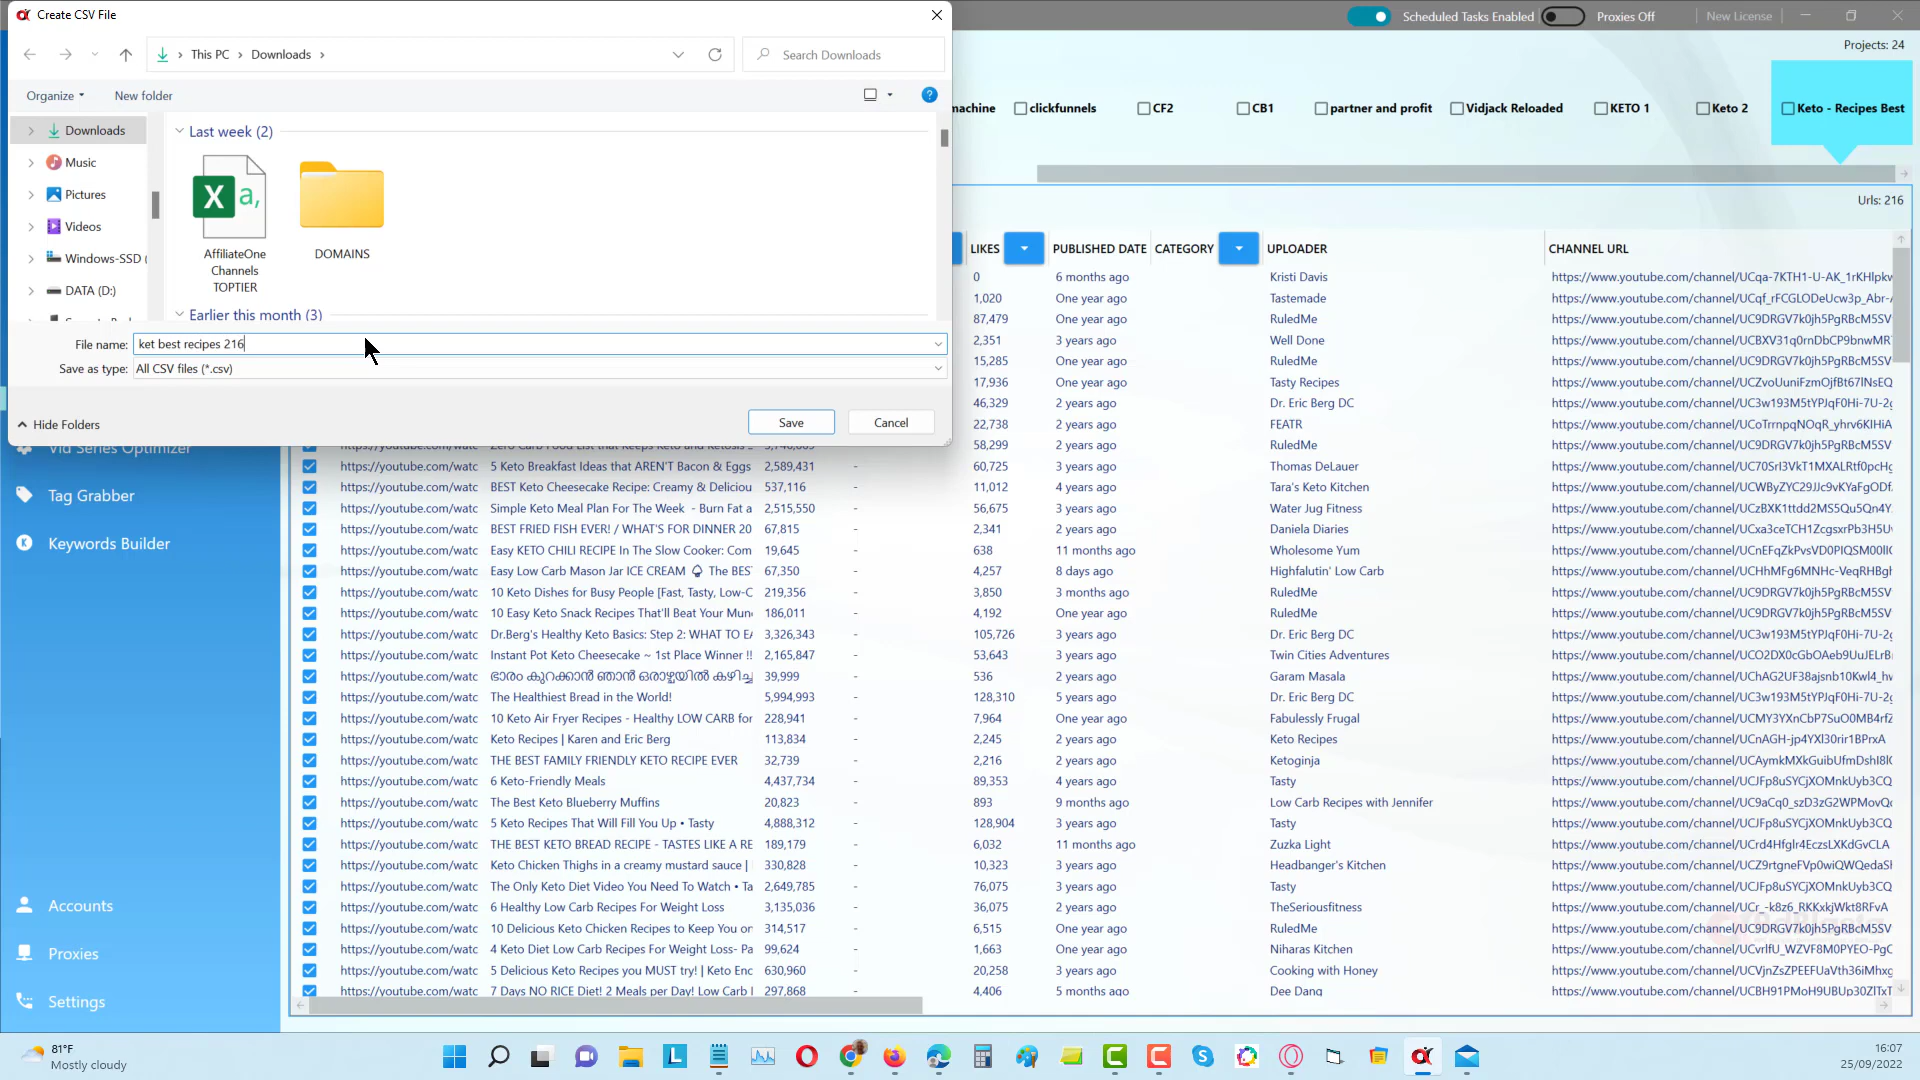 Create CSV File
Scheduled Tasks Enabled
Proxies Off
New License
This PC
Downloads
Search Downloads
Projects: 24
Organize
New folder
machine
clickfunnels
CF2
CB1
partner and profit
Vidjack Reloaded
KETO 1
Keto 2
Keto - Recipes Best
Downloads
Music
Pictures
Videos
Windows-SSD (
DATA (D:)
Last week (2)
AffiliateOne
Channels
TOPTIER
DOMAINS
Earlier this month (3)
File name: ket best recipes 216
Save as type: All CSV files (*.csv)
Hide Folders
Save
Cancel
Urls: 216
LIKES PUBLISHED DATE CATEGORY UPLOADER CHANNEL URL
0 6 months ago Kristi Davis
1,020 One year ago Tastemade
87,479 One year ago RuledMe
2,351 3 years ago Well Done
15,285 One year ago RuledMe
17,936 One year ago Tasty Recipes
46,329 2 years ago Dr. Eric Berg DC
22,738 2 years ago FEATR
58,299 2 years ago RuledMe
https://youtube.com/watc 5 Keto Breakfast Ideas that AREN'T Bacon & Eggs 2,589,431 - 60,725 3 years ago Thomas DeLauer
https://youtube.com/watc BEST Keto Cheesecake Recipe: Creamy & Deliciou 537,116 - 11,012 4 years ago Tara's Keto Kitchen
https://youtube.com/watc Simple Keto Meal Plan For The Week - Burn Fat a 2,515,550 - 56,675 3 years ago Water Jug Fitness
https://youtube.com/watc BEST FRIED FISH EVER! / WHAT'S FOR DINNER 20 67,815 - 2,341 2 years ago Daniela Diaries
https://youtube.com/watc Easy KETO CHILI RECIPE In The Slow Cooker: Com 19,645 - 638 11 months ago Wholesome Yum
https://youtube.com/watc Easy Low Carb Mason Jar ICE CREAM The BES 67,350 - 4,257 8 days ago Highfalutin' Low Carb
https://youtube.com/watc 10 Keto Dishes for Busy People [Fast, Tasty, Low-C 219,356 - 3,850 3 months ago RuledMe
https://youtube.com/watc 10 Easy Keto Snack Recipes That'll Beat Your Mun 186,011 - 4,192 One year ago RuledMe
https://youtube.com/watc Dr.Berg's Healthy Keto Basics: Step 2: WHAT TO EA 3,326,343 - 105,726 3 years ago Dr. Eric Berg DC
https://youtube.com/watc Instant Pot Keto Cheesecake ~ 1st Place Winner !! 2,165,847 - 53,643 3 years ago Twin Cities Adventures
https://youtube.com/watc ഭാരം കുറക്കാൻ ഞാൻ ഒരാഴ്ചയിൽ കഴിച്ച 39,999 - 536 2 years ago Garam Masala
https://youtube.com/watc The Healthiest Bread in the World! 5,994,993 - 128,310 5 years ago Dr. Eric Berg DC
https://youtube.com/watc 10 Keto Air Fryer Recipes - Healthy LOW CARB for 228,941 - 7,964 One year ago Fabulessly Frugal
https://youtube.com/watc Keto Recipes | Karen and Eric Berg 113,834 - 2,245 2 years ago Keto Recipes
https://youtube.com/watc THE BEST FAMILY FRIENDLY KETO RECIPE EVER 32,739 - 2,216 2 years ago Ketoginja
https://youtube.com/watc 6 Keto-Friendly Meals 4,437,734 - 89,353 4 years ago Tasty
https://youtube.com/watc The Best Keto Blueberry Muffins 20,823 - 893 9 months ago Low Carb Recipes with Jennifer
https://youtube.com/watc 5 Keto Recipes That Will Fill You Up • Tasty 4,888,312 - 128,904 3 years ago Tasty
https://youtube.com/watc THE BEST KETO BREAD RECIPE - TASTES LIKE A RE 189,179 - 6,032 11 months ago Zuzka Light
https://youtube.com/watc Keto Chicken Thighs in a creamy mustard sauce | 330,828 - 10,323 3 years ago Headbanger's Kitchen
https://youtube.com/watc The Only Keto Diet Video You Need To Watch • Ta 2,649,785 - 76,075 3 years ago Tasty
https://youtube.com/watc 6 Healthy Low Carb Recipes For Weight Loss 3,135,036 - 36,075 2 years ago TheSeriousfitness
https://youtube.com/watc 10 Delicious Keto Chicken Recipes to Keep You or 314,517 - 6,515 One year ago RuledMe
https://youtube.com/watc 4 Keto Diet Low Carb Recipes For Weight Loss- Pa 99,624 - 1,663 One year ago Niharas Kitchen
https://youtube.com/watc 5 Delicious Keto Recipes you MUST try! | Keto Enc 630,960 - 20,258 3 years ago Cooking with Honey
https://youtube.com/watc 7 Days NO RICE Diet! 2 Meals per Day! Low Carb I 297,868 4,406 5 months ago Dee Dang
Vid Series Optimizer
Tag Grabber
Keywords Builder
Accounts
Proxies
Settings
81°F
Mostly cloudy
16:07
25/09/2022